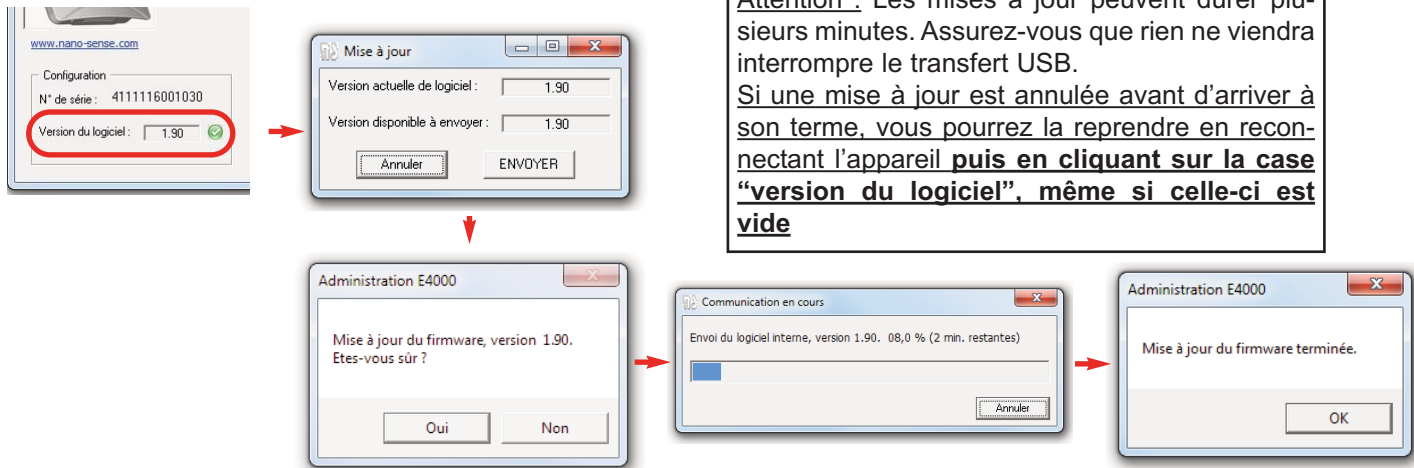 www.nano-sense.com
Configuration
N° de série : 4111116001030
Version du logiciel : 1.90
Mise à jour
Version actuelle de logiciel : 1.90
Version disponible à envoyer : 1.90
Annuler ENVOYER
Attention : Les mises à jour peuvent durer plu-
sieurs minutes. Assurez-vous que rien ne viendra
interrompre le transfert USB.
Si une mise à jour est annulée avant d’arriver à
son terme, vous pourrez la reprendre en recon-
nectant l’appareil puis en cliquant sur la case
“version du logiciel”, même si celle-ci est
vide
Administration E4000
Mise à jour du firmware, version 1.90.
Etes-vous sûr ?
Oui Non
Communication en cours
Envoi du logiciel interne, version 1.90. 08,0 % (2 min. restantes)
Annuler
Administration E4000
Mise à jour du firmware terminée.
OK